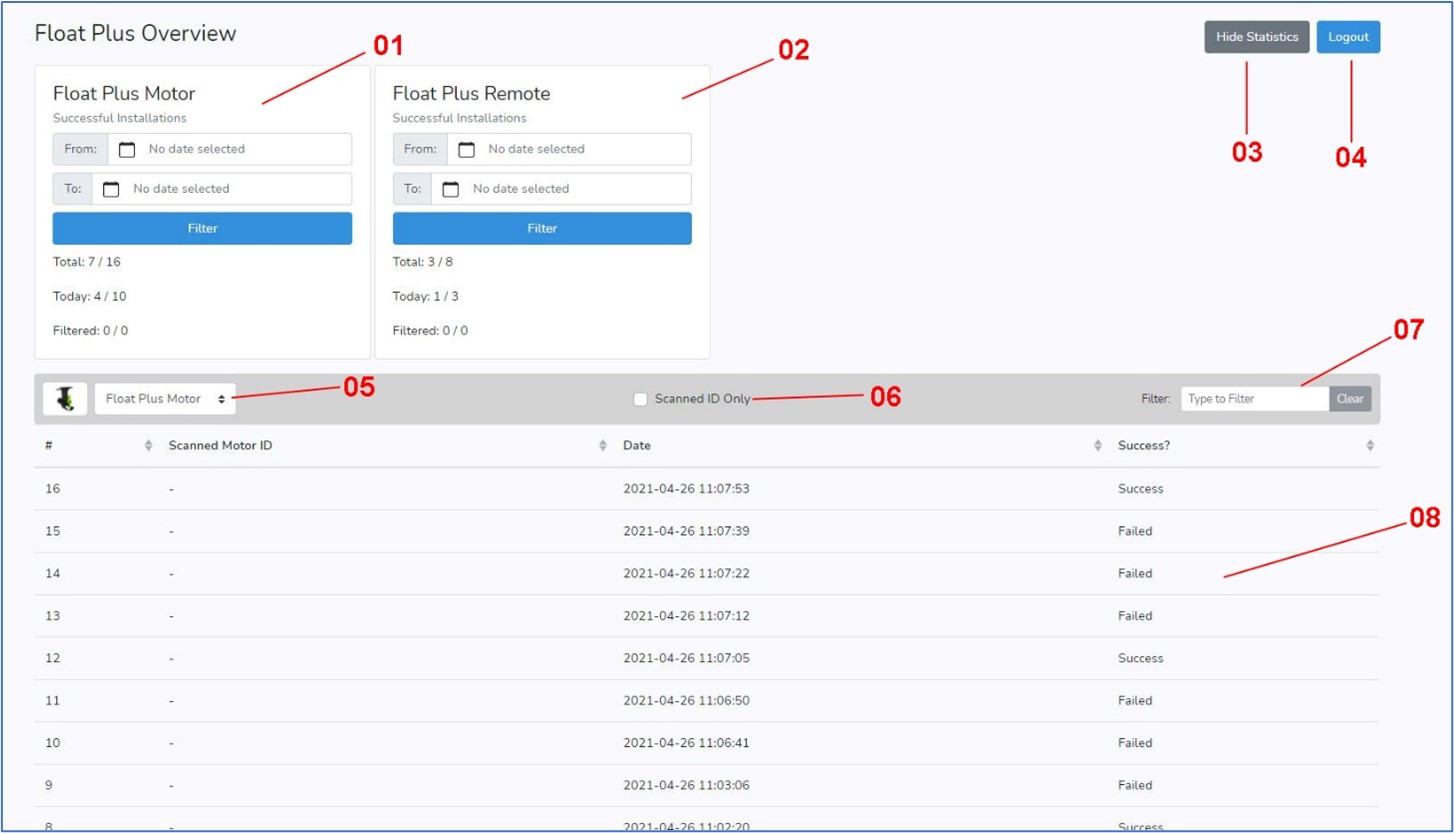 Float Plus Overview
Hide Statistics
Logout
01
02
03
04
Float Plus Motor
Successful Installations
From: No date selected
To: No date selected
Filter
Total: 7 / 16
Today: 4 / 10
Filtered: 0 / 0
Float Plus Remote
Successful Installations
From: No date selected
To: No date selected
Filter
Total: 3 / 8
Today: 1 / 3
Filtered: 0 / 0
07
Float Plus Motor 05 Scanned ID Only 06 Filter: Type to Filter Clear
# Scanned Motor ID Date Success?
16 - 2021-04-26 11:07:53 Success
15 - 2021-04-26 11:07:39 Failed
08
14 - 2021-04-26 11:07:22 Failed
13 - 2021-04-26 11:07:12 Failed
12 - 2021-04-26 11:07:05 Success
11 - 2021-04-26 11:06:50 Failed
10 - 2021-04-26 11:06:41 Failed
9 - 2021-04-26 11:03:06 Failed
8 - 2021-04-26 11:02:20 Success